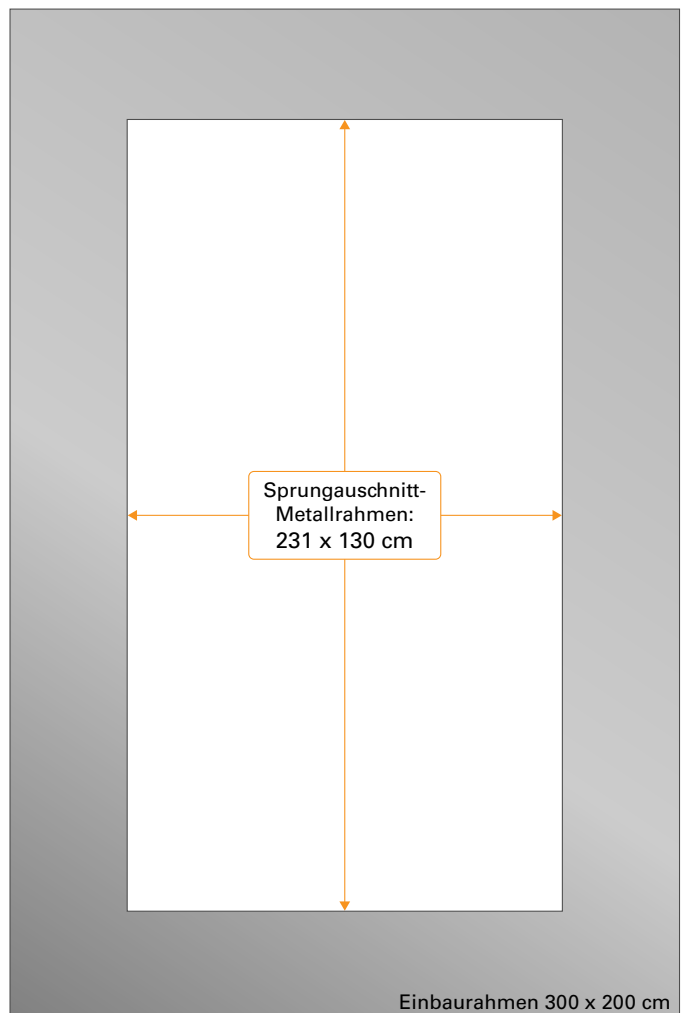 Sprungauschnitt-
Metallrahmen:
231 x 130 cm
Einbaurahmen 300 x 200 cm